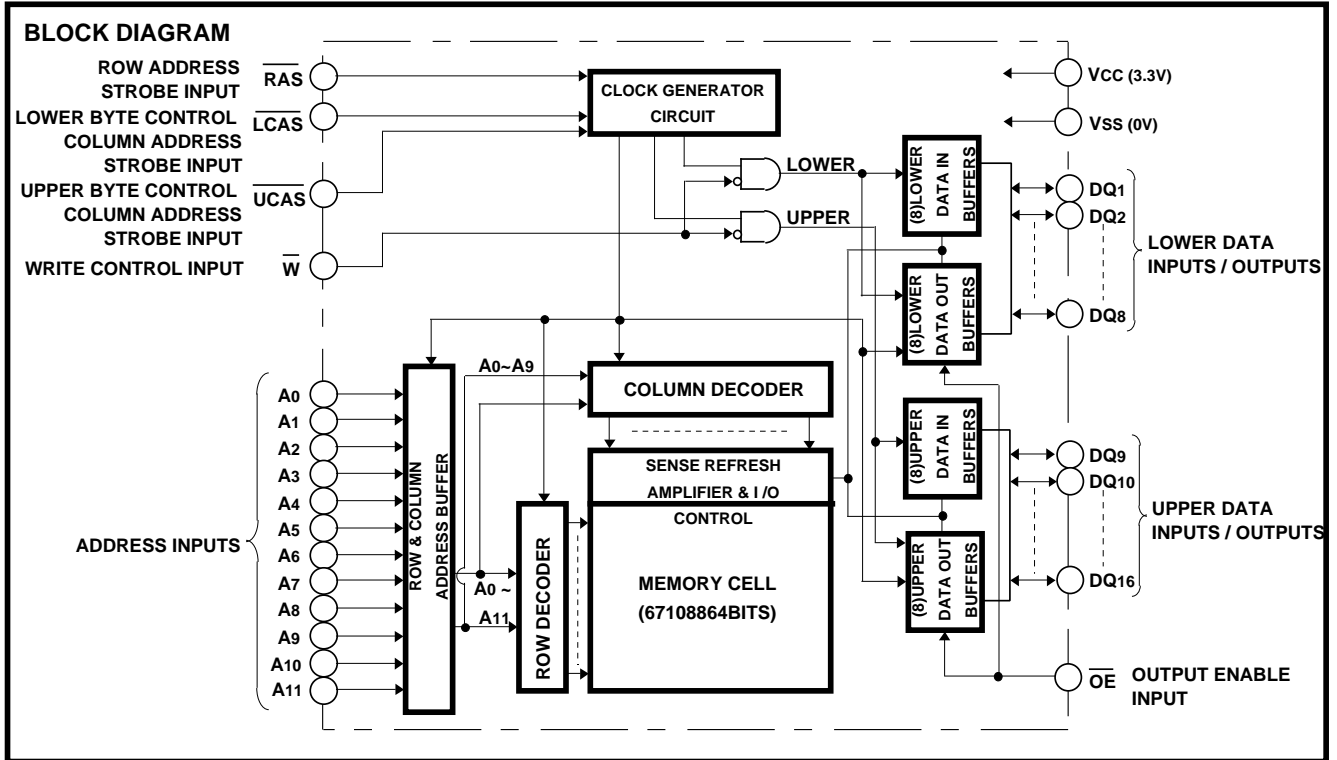 BLOCK DIAGRAM
ROW ADDRESS
STROBE INPUT
RAS
LOWER BYTE CONTROL
COLUMN ADDRESS
STROBE INPUT
LCAS
UPPER BYTE CONTROL
COLUMN ADDRESS
STROBE INPUT
UCAS
WRITE CONTROL INPUT
W
CLOCK GENERATOR
CIRCUIT
LOWER
UPPER
(8)LOWER
DATA IN
BUFFERS
(8)LOWER
DATA OUT
BUFFERS
(8)UPPER
DATA IN
BUFFERS
(8)UPPER
DATA OUT
BUFFERS
VCC (3.3V)
VSS (0V)
DQ1
DQ2
DQ8
LOWER DATA
INPUTS / OUTPUTS
DQ9
DQ10
DQ16
UPPER DATA
INPUTS / OUTPUTS
OE
OUTPUT ENABLE
INPUT
ADDRESS INPUTS
A0
A1
A2
A3
A4
A5
A6
A7
A8
A9
A10
A11
ROW & COLUMN
ADDRESS BUFFER
A0~A9
A0 ~
A11
ROW DECODER
COLUMN DECODER
SENSE REFRESH
AMPLIFIER & I /O
CONTROL
MEMORY CELL
(67108864BITS)